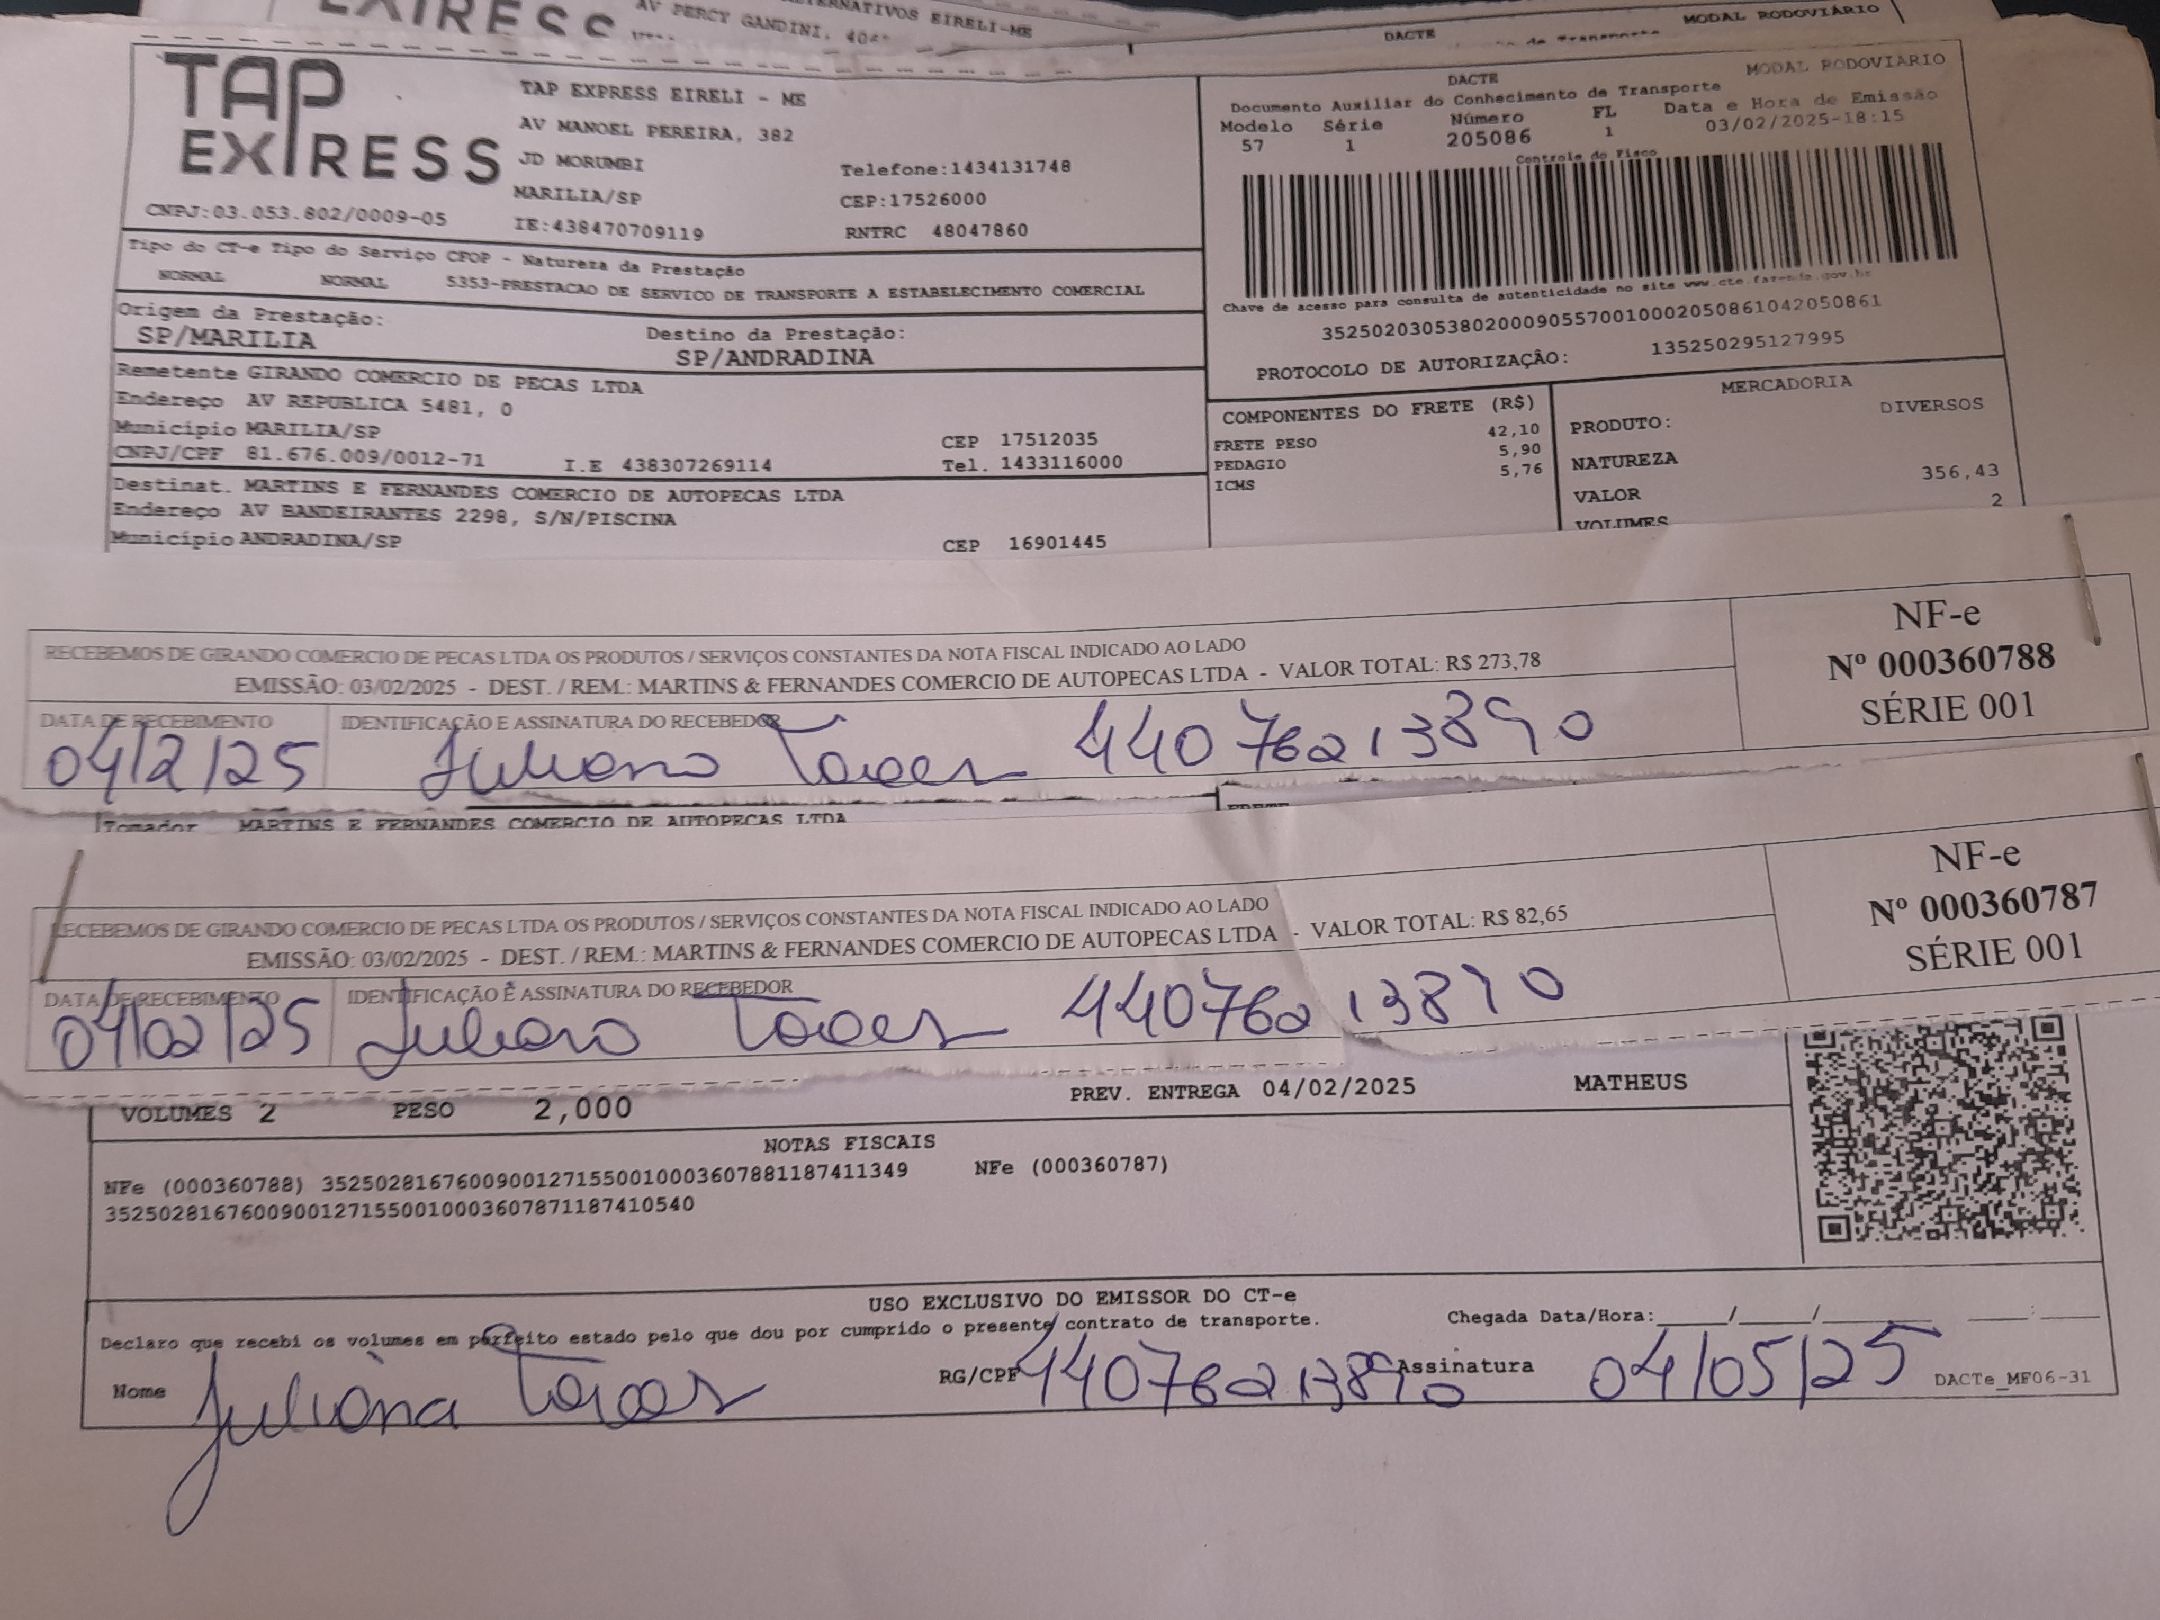 AV PERCY GANDINI,
MODAL RODOVIÁRIO
DACTE
TAP
EXPRESS
TAP EXPRESS EIRELI - ME
AV MANOEL PEREIRA, 382
JD MORUMBI
Telefone:1434131748
MARILIA/SP
CEP:17526000
CNPJ:03.053.802/0009-05
IE:438470709119
RNTRC 48047860
DACTE
MODAL RODOVIÁRIO
Documento Auxiliar do Conhecimento de Transporte
Modelo Série Número FL Data e Hora de Emissão
57 1 205086 1 03/02/2025-18:15
Controle do Fisco
Chave de acesso para consulta de autenticidade no site www.cte.fazenda.gov.br
35250203053802000905570010002050861042050861
PROTOCOLO DE AUTORIZAÇÃO: 135250295127995
Tipo do CT-e Tipo do Serviço CFOP - Natureza da Prestação
NORMAL NORMAL 5353-PRESTACAO DE SERVICO DE TRANSPORTE A ESTABELECIMENTO COMERCIAL
Origem da Prestação:
SP/MARILIA
Destino da Prestação:
SP/ANDRADINA
Remetente GIRANDO COMERCIO DE PECAS LTDA
Endereço AV REPUBLICA 5481, 0
Município MARILIA/SP CEP 17512035
CNPJ/CPF 81.676.009/0012-71 I.E 438307269114 Tel. 1433116000
Destinat. MARTINS E FERNANDES COMERCIO DE AUTOPECAS LTDA
Endereço AV BANDEIRANTES 2298, S/N/PISCINA
Município ANDRADINA/SP CEP 16901445
COMPONENTES DO FRETE (R$)
FRETE PESO 42,10
PEDAGIO 5,90
ICMS 5,76
MERCADORIA
PRODUTO: DIVERSOS
NATUREZA
VALOR 356,43
VOLUMES 2
RECEBEMOS DE GIRANDO COMERCIO DE PECAS LTDA OS PRODUTOS / SERVIÇOS CONSTANTES DA NOTA FISCAL INDICADO AO LADO
EMISSÃO: 03/02/2025 - DEST. / REM.: MARTINS & FERNANDES COMERCIO DE AUTOPECAS LTDA - VALOR TOTAL: R$ 273,78
DATA DE RECEBIMENTO
IDENTIFICAÇÃO E ASSINATURA DO RECEBEDOR
04/2/25 44076213890
NF-e
Nº 000360788
SÉRIE 001
Tomador MARTINS E FERNANDES COMERCIO DE AUTOPECAS LTDA
FRETE
RECEBEMOS DE GIRANDO COMERCIO DE PECAS LTDA OS PRODUTOS / SERVIÇOS CONSTANTES DA NOTA FISCAL INDICADO AO LADO
EMISSÃO: 03/02/2025 - DEST. / REM.: MARTINS & FERNANDES COMERCIO DE AUTOPECAS LTDA - VALOR TOTAL: R$ 82,65
DATA DE RECEBIMENTO
IDENTIFICAÇÃO E ASSINATURA DO RECEBEDOR
04/02/25 44076213890
NF-e
Nº 000360787
SÉRIE 001
VOLUMES 2 PESO 2,000 PREV. ENTREGA 04/02/2025 MATHEUS
NOTAS FISCAIS
NFe (000360788) 35250281676009001271550010003607881187411349 NFe (000360787)
35250281676009001271550010003607871187410540
USO EXCLUSIVO DO EMISSOR DO CT-e
Declaro que recebi os volumes em perfeito estado pelo que dou por cumprido o presente contrato de transporte.
Chegada Data/Hora:
Nome Juliana RG/CPF 44076213890 Assinatura 04/05/25
DACTe_MF06-31